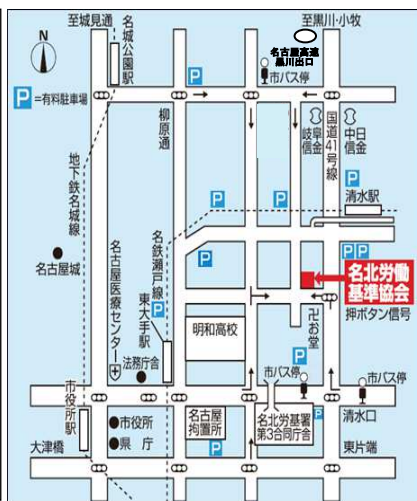 至城見通
至黒川・小牧
N
名城公園駅
名古屋高速
黒川出口
P
市バス停
P=有料駐車場
柳原通
岐阜信金
国道41号線
中日信金
P
地下鉄名城線
清水駅
P
P
名鉄瀬戸線
名古屋城
名古屋医療センター
P
PP
名北労働
基準協会
東大手駅
P
卍お堂
押ボタン信号
明和高校
法務庁舎
P
市バス停
市バス停
市役所駅
市役所
県庁
名古屋
拘置所
名北労基署
第3合同庁舎
P
清水口
大津橋
P
東片端